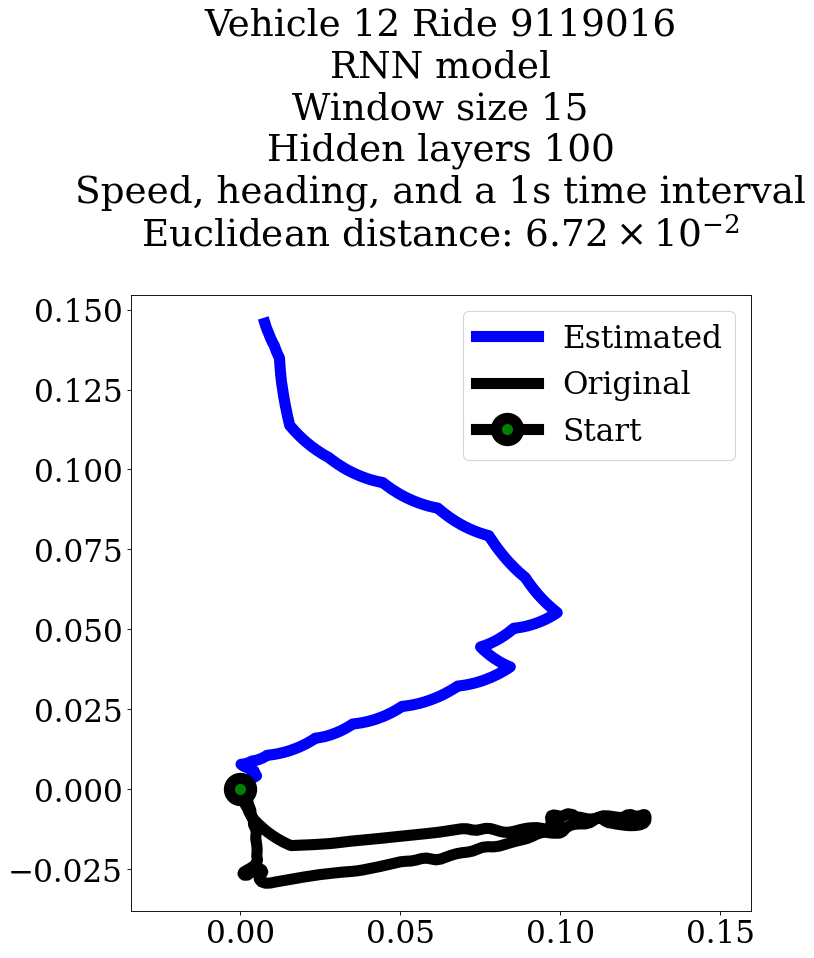 Vehicle 12 Ride 9119016
RNN model
Window size 15
Hidden layers 100
Speed, heading, and a 1s time interval
Euclidean distance: 6.72 × 10⁻²
0.150
0.125
0.100
0.075
0.050
0.025
0.000
−0.025
Estimated
Original
Start
0.00 0.05 0.10 0.15